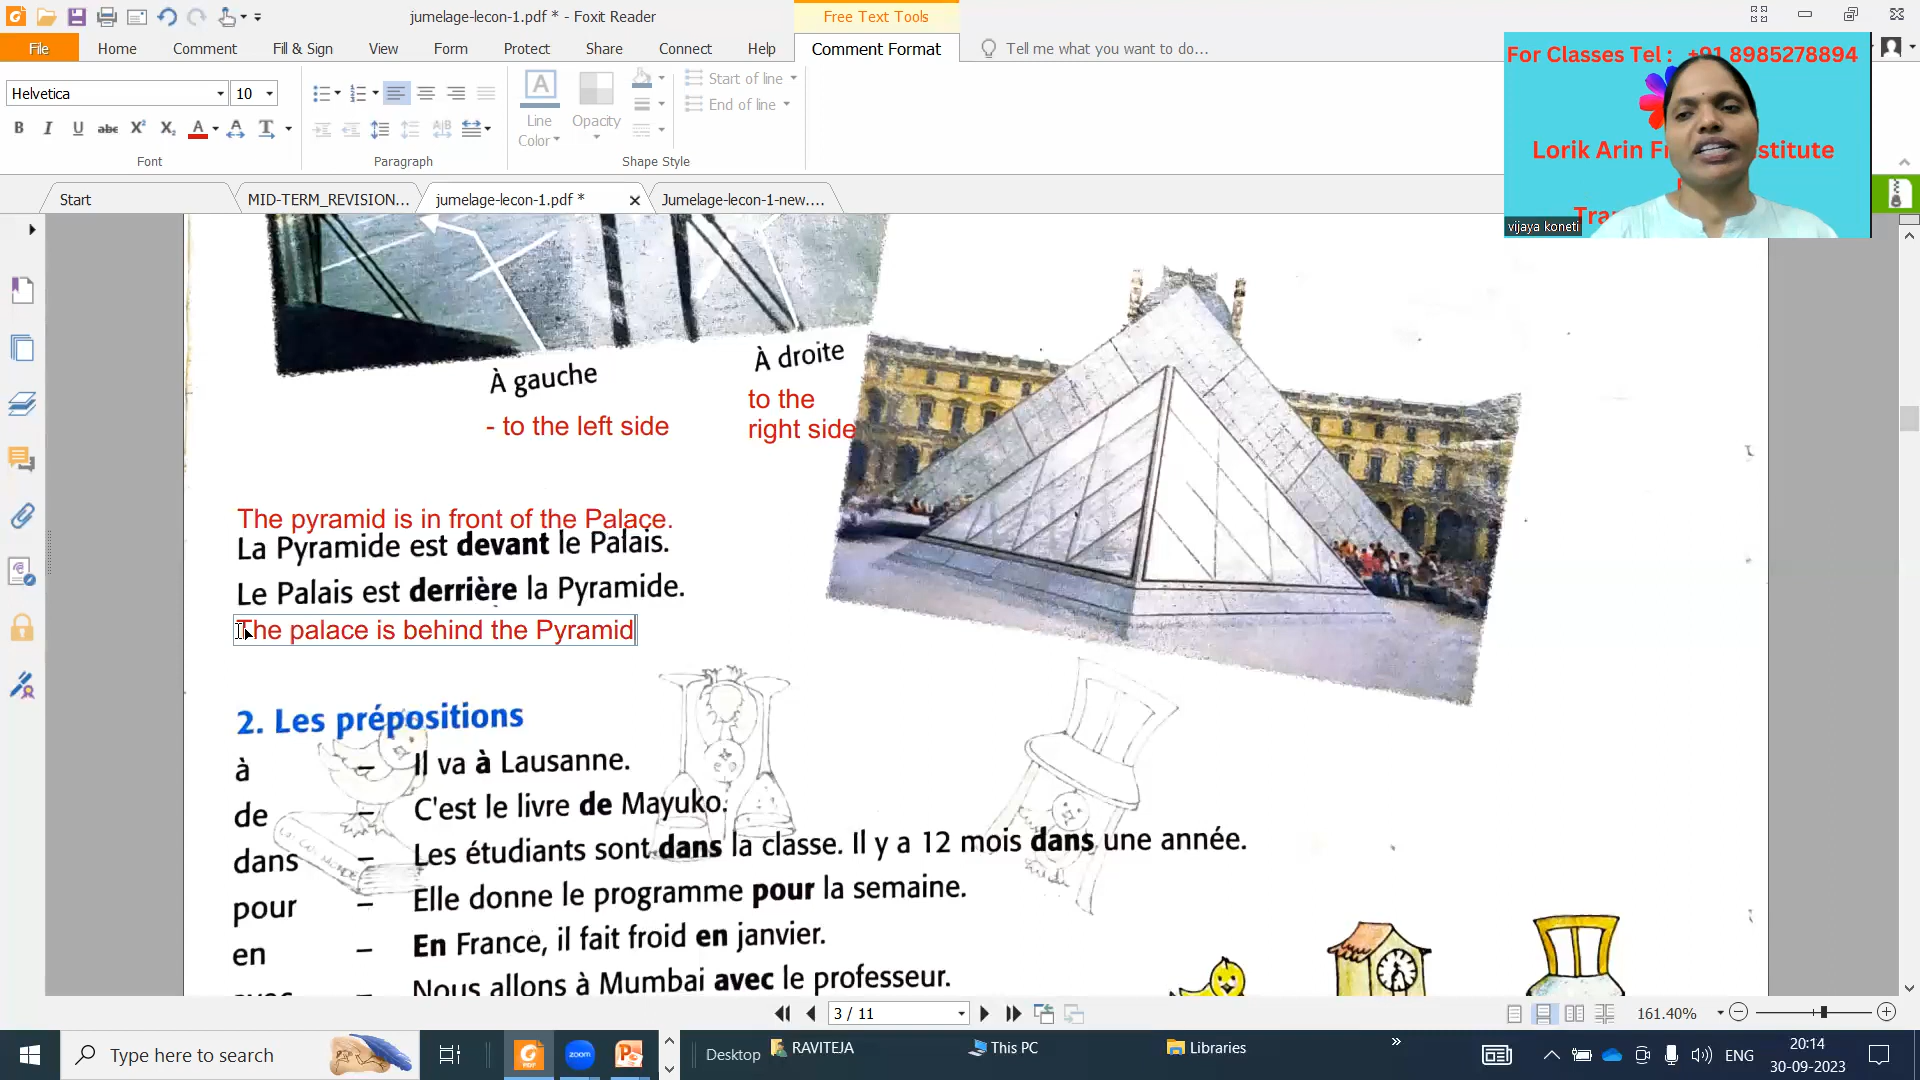 jumelage-lecon-1.pdf * - Foxit Reader
Free Text Tools
File
Home
Comment
Fill & Sign
View
Form
Protect
Share
Connect
Help
Comment Format
Tell me what you want to do...
Helvetica
10
Start of line
End of line
Line Color
Opacity
Font
Paragraph
Shape Style
Start
MID-TERM_REVISION...
jumelage-lecon-1.pdf *
Jumelage-lecon-1-new....
For Classes Tel : +91 8985278894
Lorik Arin
vijaya koneti
À gauche
À droite
- to the left side
to the
right side
The pyramid is in front of the Palace.
La Pyramide est devant le Palais.
Le Palais est derrière la Pyramide.
The palace is behind the Pyramid
2. Les prépositions
à – Il va à Lausanne.
de – C'est le livre de Mayuko.
dans – Les étudiants sont dans la classe. Il y a 12 mois dans une année.
pour – Elle donne le programme pour la semaine.
en – En France, il fait froid en janvier.
avec – Nous allons à Mumbai avec le professeur.
3 / 11
161.40%
Type here to search
zoom
Desktop
RAVITEJA
This PC
Libraries
ENG
20:14
30-09-2023